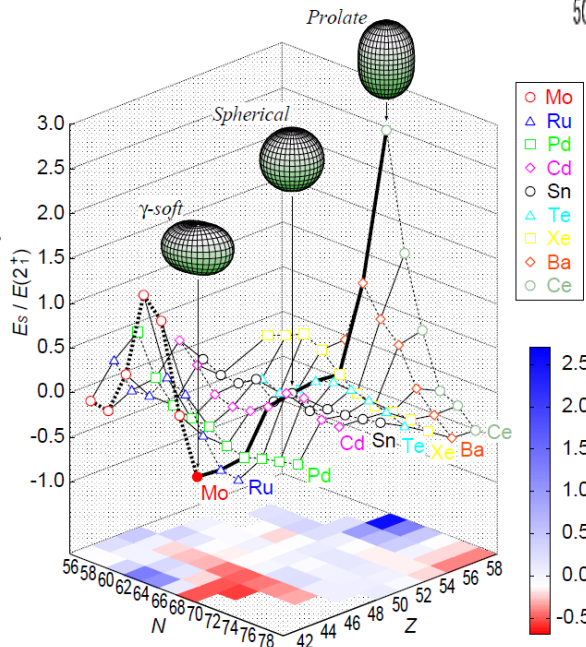 50
Prolate
Spherical
γ-soft
Mo
Ru
Pd
Cd
Sn
Te
Xe
Ba
Ce
3.0
2.5
2.0
1.5
1.0
0.5
0.0
-0.5
-1.0
E_S / E(2⁺₁)
Mo
Ru
Pd
Cd
Sn
Te
Xe
Ba
Ce
56
58
60
62
64
66
68
70
72
74
76
78
N
42
44
46
48
50
52
54
56
58
Z
2.5
2.0
1.5
1.0
0.5
0.0
-0.5